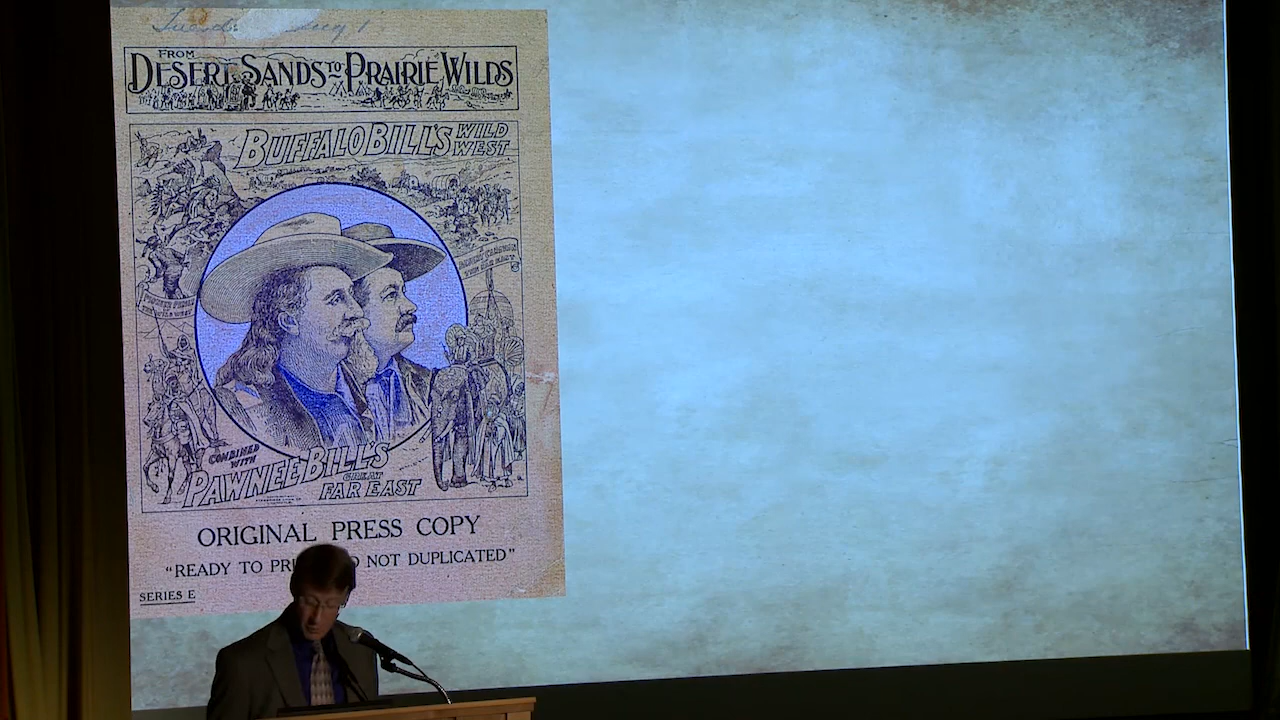 FROM
DESERT SANDS TO PRAIRIE WILDS
BUFFALO BILL'S WILD WEST
COMBINED WITH
PAWNEE BILL'S GREAT FAR EAST
ORIGINAL PRESS COPY
"READY TO NOT DUPLICATED"
SERIES E